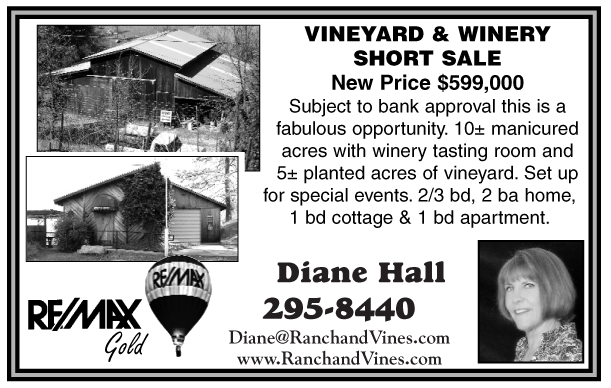 VINEYARD & WINERY
SHORT SALE
New Price $599,000
Subject to bank approval this is a
fabulous opportunity. 10± manicured
acres with winery tasting room and
5± planted acres of vineyard. Set up
for special events. 2/3 bd, 2 ba home,
1 bd cottage & 1 bd apartment.
Diane Hall
295-8440
Diane@RanchandVines.com
www.RanchandVines.com
RE/MAX
RE/MAX
Gold